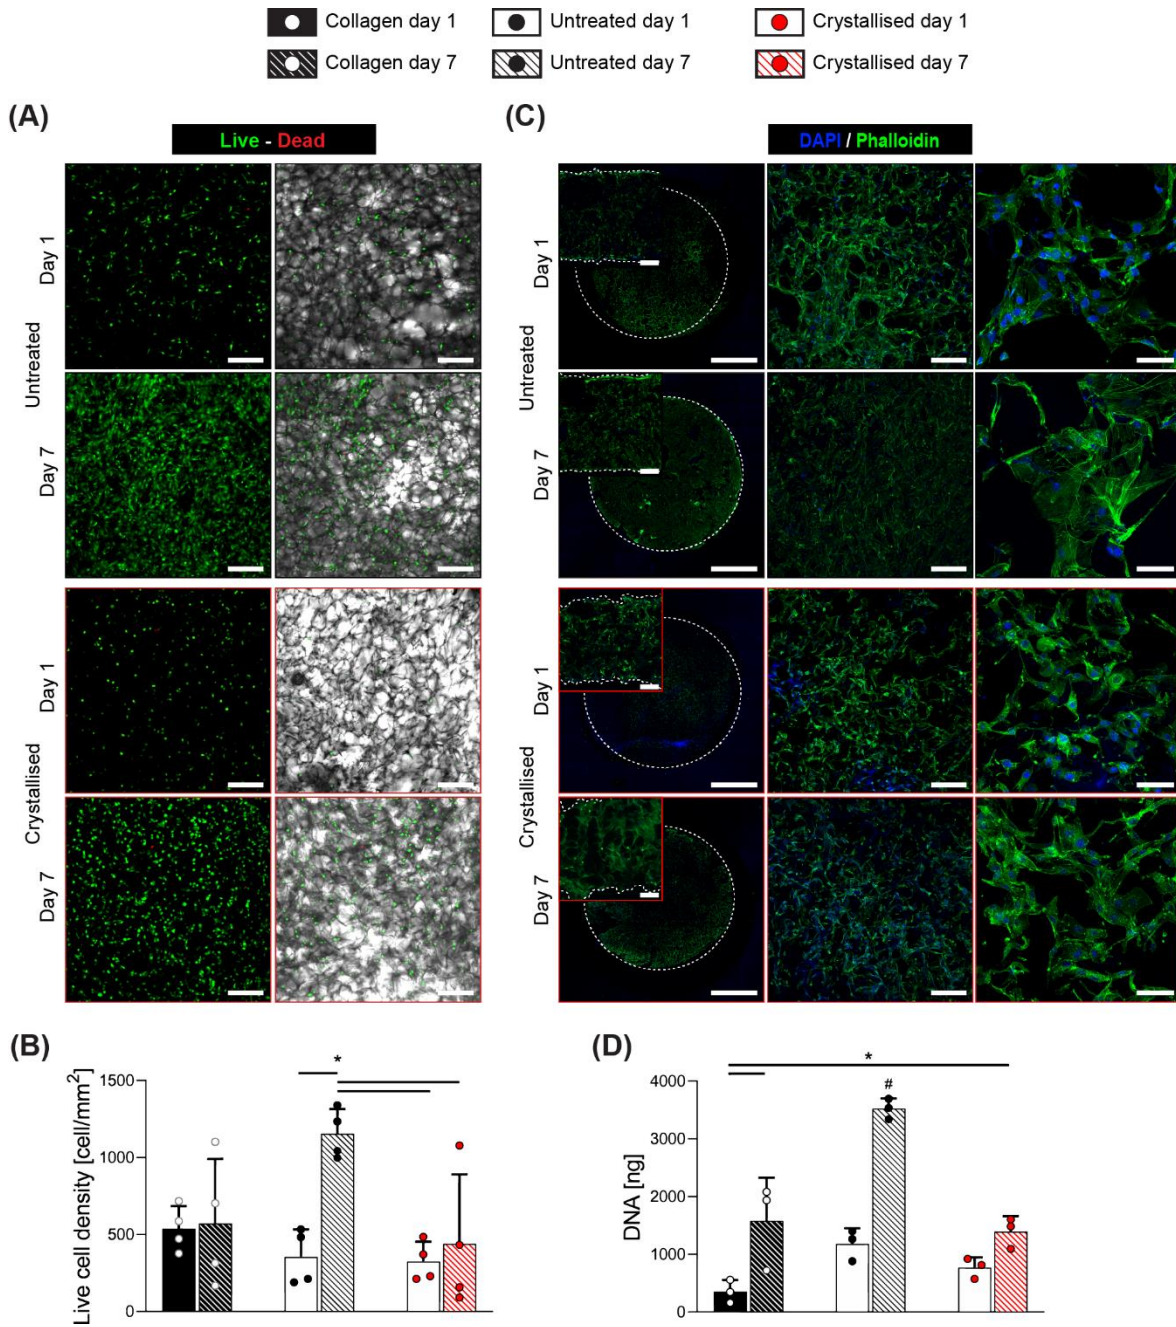 Collagen day 1 Untreated day 1 Crystallised day 1
Collagen day 7 Untreated day 7 Crystallised day 7
(A)
Live - Dead
Untreated
Day 1
Day 7
Crystallised
Day 1
Day 7
(C)
DAPI / Phalloidin
Untreated
Day 1
Day 7
Crystallised
Day 1
Day 7
(B)
Live cell density [cell/mm²]
1500
1000
500
0
*
(D)
DNA [ng]
4000
3000
2000
1000
0
*
#